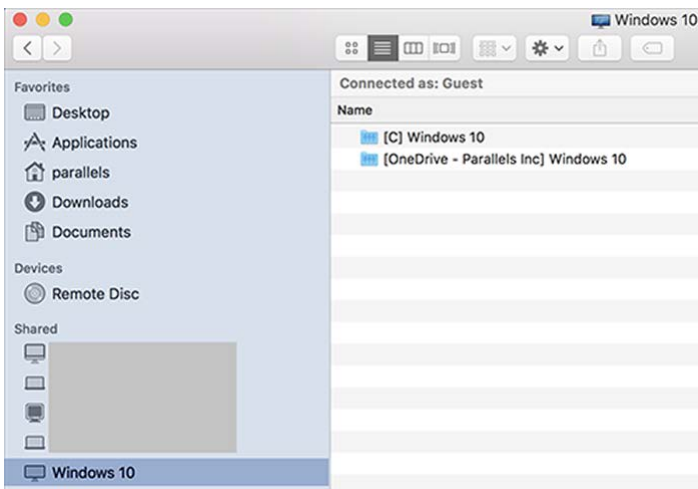 Windows 10
Favorites
Desktop
Applications
parallels
Downloads
Documents
Devices
Remote Disc
Shared
Windows 10
Connected as: Guest
Name
[C] Windows 10
[OneDrive - Parallels Inc] Windows 10